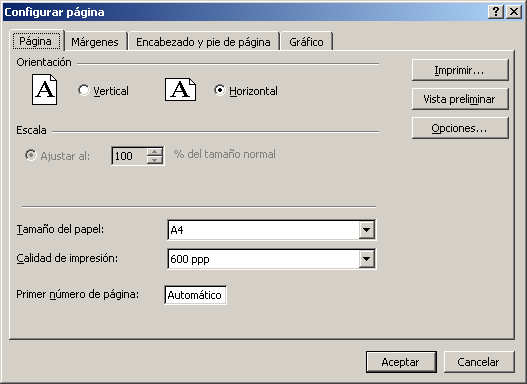 Configurar página
Página Márgenes Encabezado y pie de página Gráfico
Orientación
A Vertical A Horizontal
Imprimir...
Vista preliminar
Opciones...
Escala
Ajustar al: 100 % del tamaño normal
Tamaño del papel: A4
Calidad de impresión: 600 ppp
Primer número de página: Automático
Aceptar Cancelar